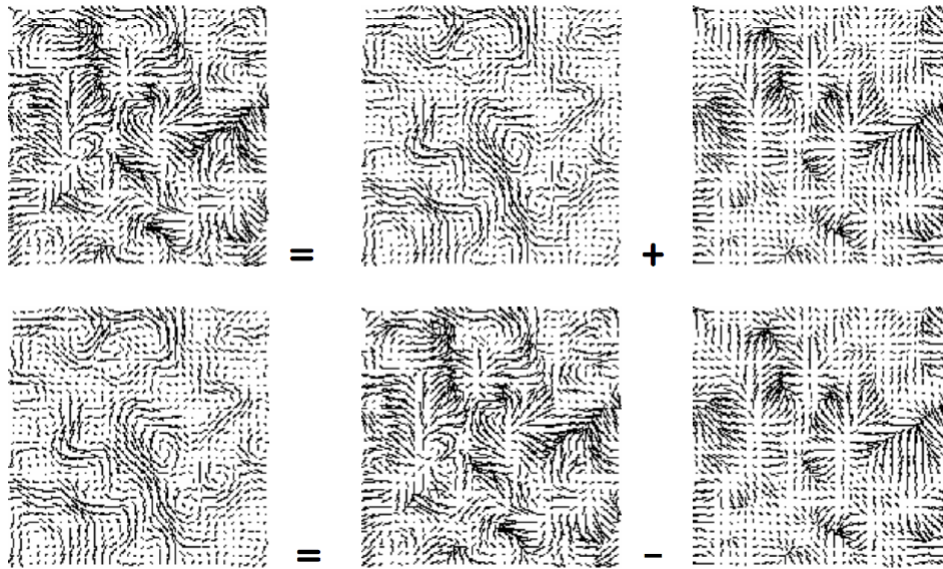 = +
= −